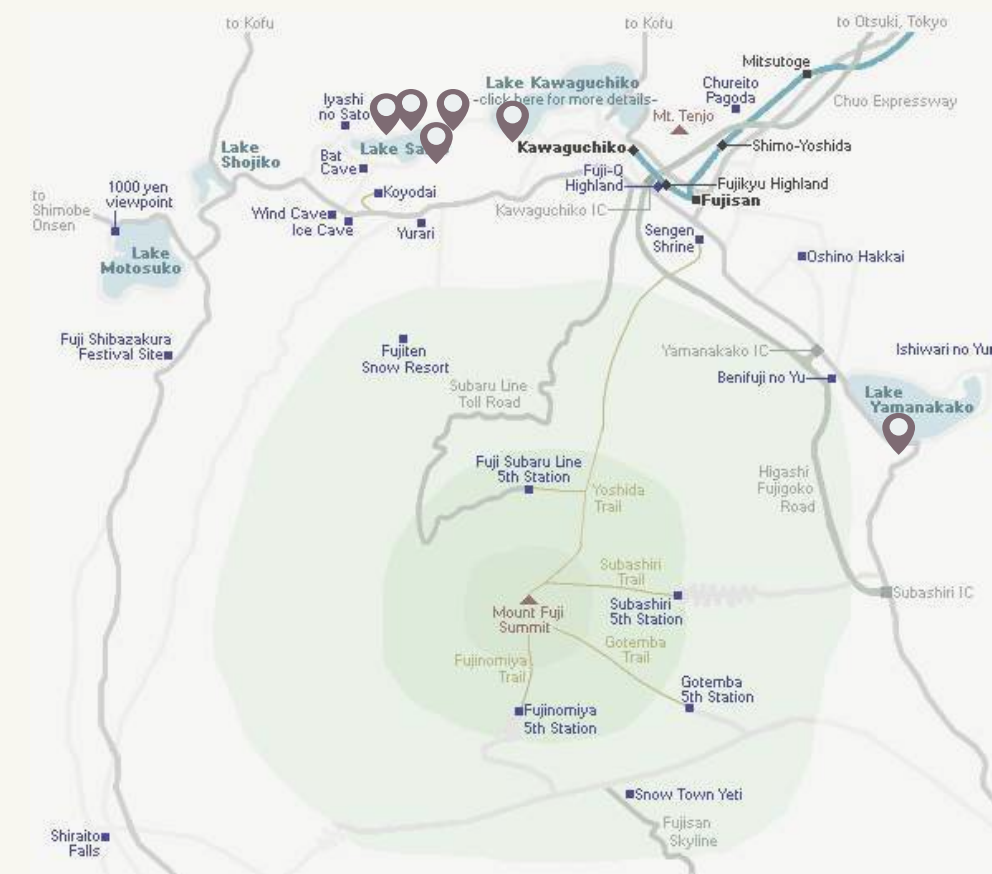 to Kofu
to Kofu
to Otsuki, Tokyo
Mitsutoge
Lake Kawaguchiko
-click here for more details-
Chureito
Pagoda
Chuo Expressway
Iyashi
no Sato
Mt. Tenjo
Lake
Shojiko
Bat
Cave
Lake
Kawaguchiko
Shimo-Yoshida
Fuji-Q
Highland
Fujikyu Highland
Fujisan
Kawaguchiko IC
to
Shimobe
Onsen
1000 yen
viewpoint
Koyodai
Wind Cave
Ice Cave
Yurari
Sengen
Shrine
Lake
Motosuko
Oshino Hakkai
Fuji Shibazakura
Festival Site
Fujiten
Snow Resort
Yamanakako IC
Ishiwari no
Benifuji no Yu
Subaru Line
Toll Road
Lake
Yamanakako
Fuji Subaru Line
5th Station
Yoshida
Trail
Higashi
Fujigoko
Road
Subashiri
Trail
Subashiri
5th Station
Subashiri IC
Mount Fuji
Summit
Gotemba
Trail
Fujinomiya
Trail
Gotemba
5th Station
Fujinomiya
5th Station
Snow Town Yeti
Fujisan
Skyline
Shiraito
Falls